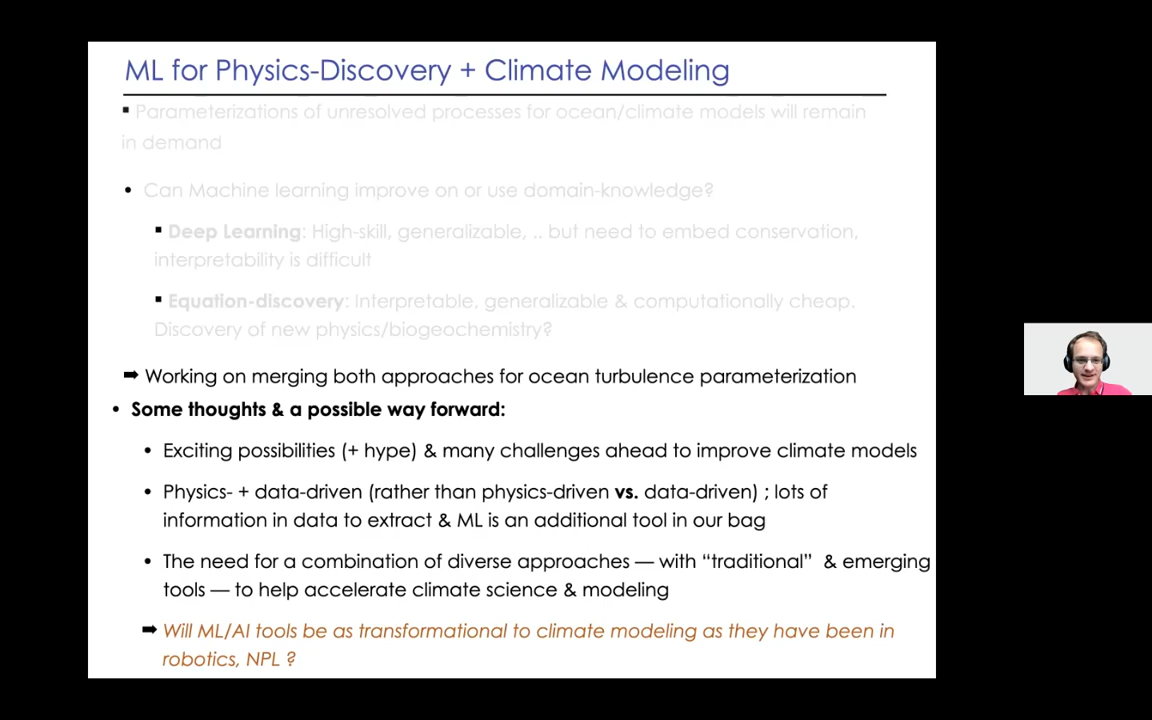 ML for Physics-Discovery + Climate Modeling
▪ Parameterizations of unresolved processes for ocean/climate models will remain
in demand
• Can Machine learning improve on or use domain-knowledge?
▪ Deep Learning: High-skill, generalizable, .. but need to embed conservation,
interpretability is difficult
▪ Equation-discovery: Interpretable, generalizable & computationally cheap.
Discovery of new physics/biogeochemistry?
➡ Working on merging both approaches for ocean turbulence parameterization
• Some thoughts & a possible way forward:
• Exciting possibilities (+ hype) & many challenges ahead to improve climate models
• Physics- + data-driven (rather than physics-driven vs. data-driven) ; lots of
information in data to extract & ML is an additional tool in our bag
• The need for a combination of diverse approaches — with “traditional” & emerging
tools — to help accelerate climate science & modeling
➡ Will ML/AI tools be as transformational to climate modeling as they have been in
robotics, NPL ?